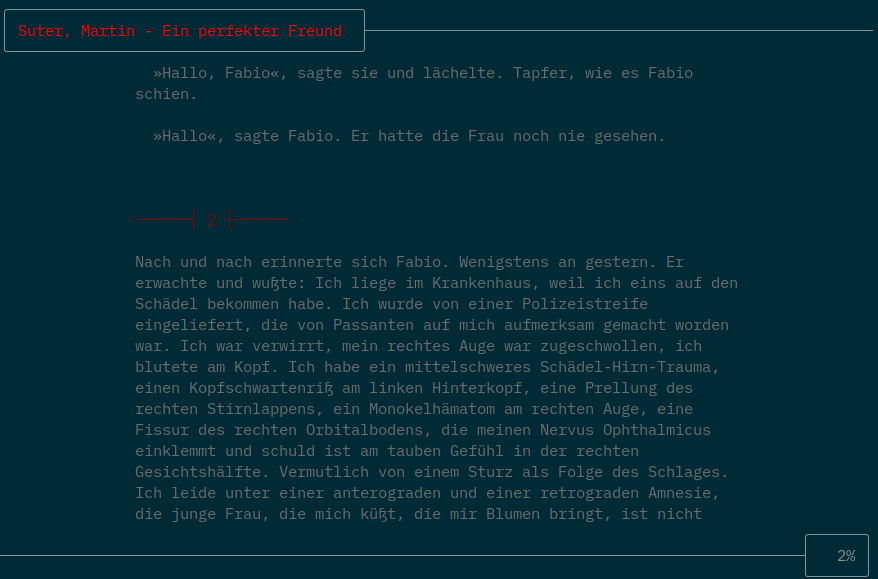 Suter, Martin - Ein perfekter Freund
»Hallo, Fabio«, sagte sie und lächelte. Tapfer, wie es Fabio
schien.
»Hallo«, sagte Fabio. Er hatte die Frau noch nie gesehen.
2
Nach und nach erinnerte sich Fabio. Wenigstens an gestern. Er
erwachte und wußte: Ich liege im Krankenhaus, weil ich eins auf den
Schädel bekommen habe. Ich wurde von einer Polizeistreife
eingeliefert, die von Passanten auf mich aufmerksam gemacht worden
war. Ich war verwirrt, mein rechtes Auge war zugeschwollen, ich
blutete am Kopf. Ich habe ein mittelschweres Schädel-Hirn-Trauma,
einen Kopfschwartenriß am linken Hinterkopf, eine Prellung des
rechten Stirnlappens, ein Monokelhämatom am rechten Auge, eine
Fissur des rechten Orbitalbodens, die meinen Nervus Ophthalmicus
einklemmt und schuld ist am tauben Gefühl in der rechten
Gesichtshälfte. Vermutlich von einem Sturz als Folge des Schlages.
Ich leide unter einer anterograden und einer retrograden Amnesie,
die junge Frau, die mich küßt, die mir Blumen bringt, ist nicht
2%